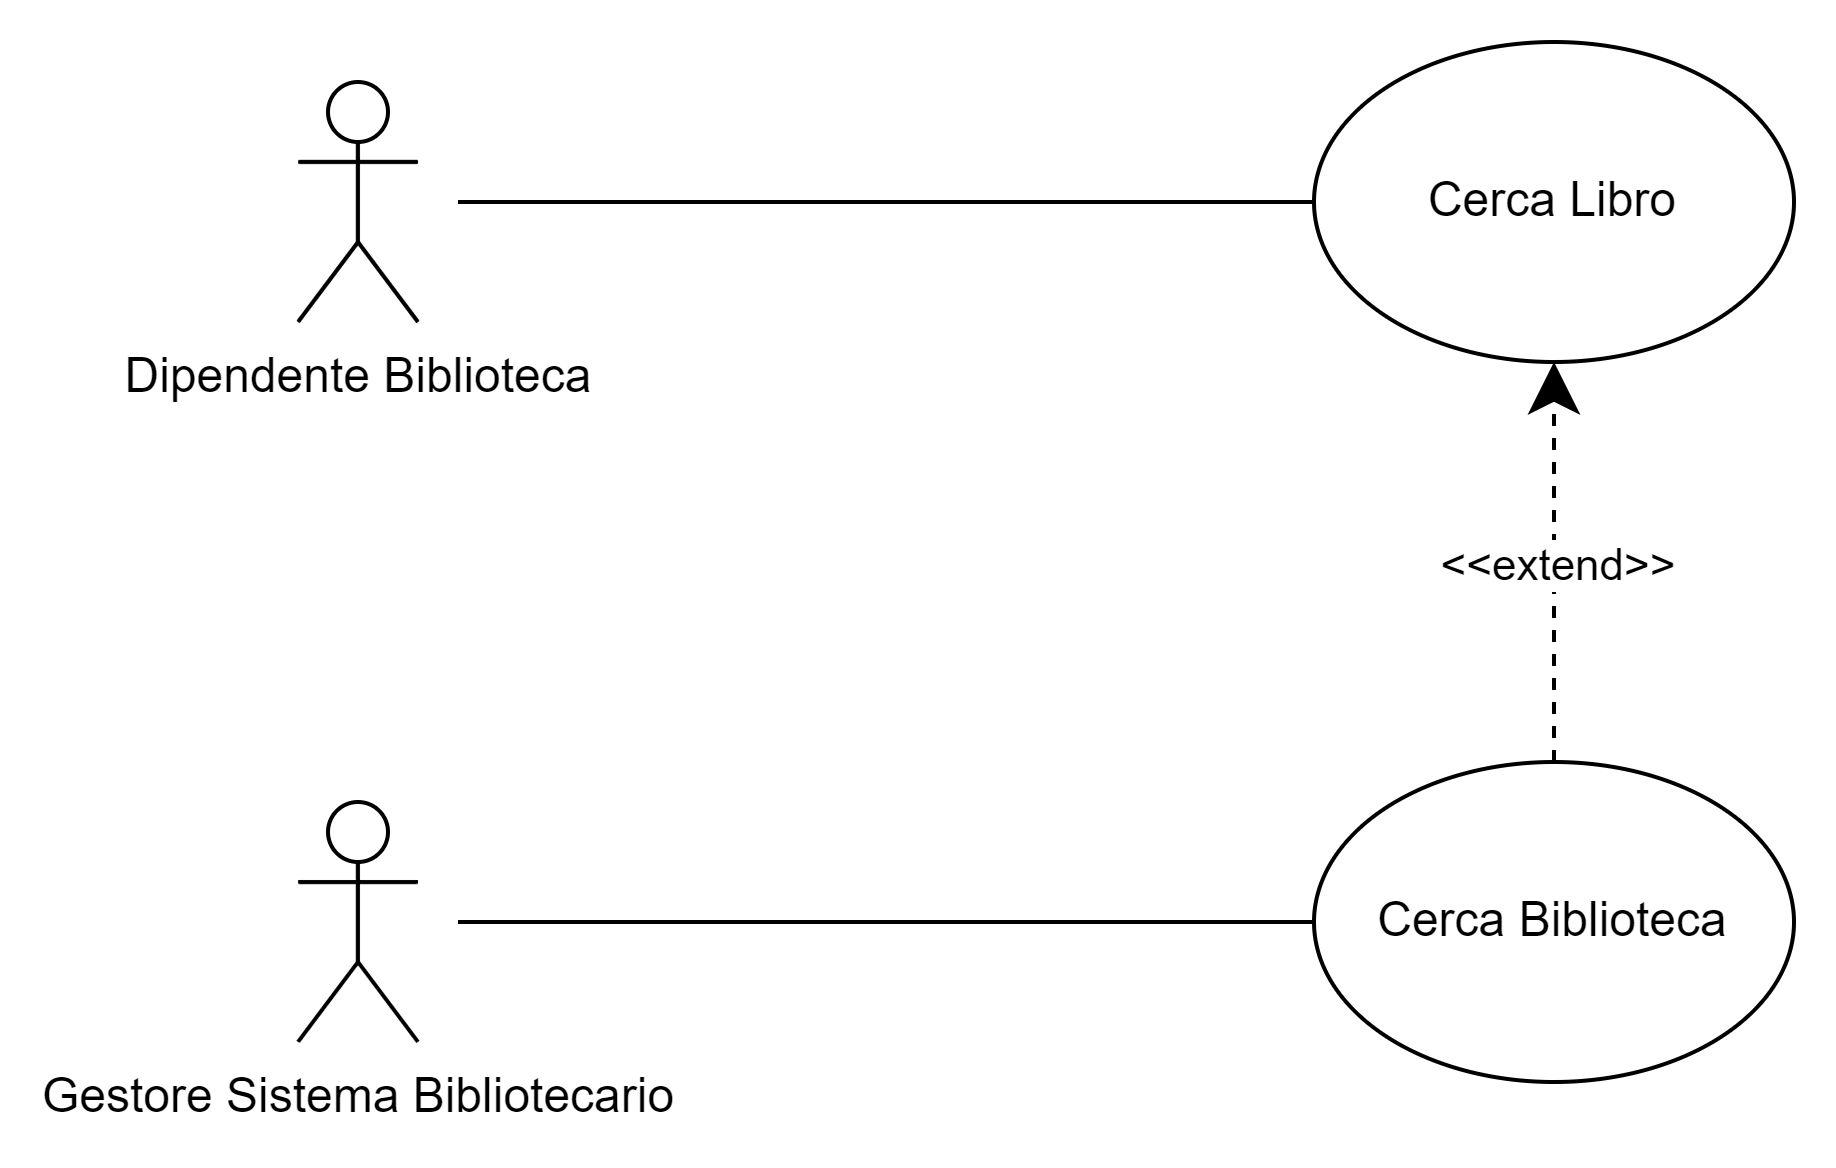 Cerca Libro
Dipendente Biblioteca
<<extend>>
Cerca Biblioteca
Gestore Sistema Bibliotecario